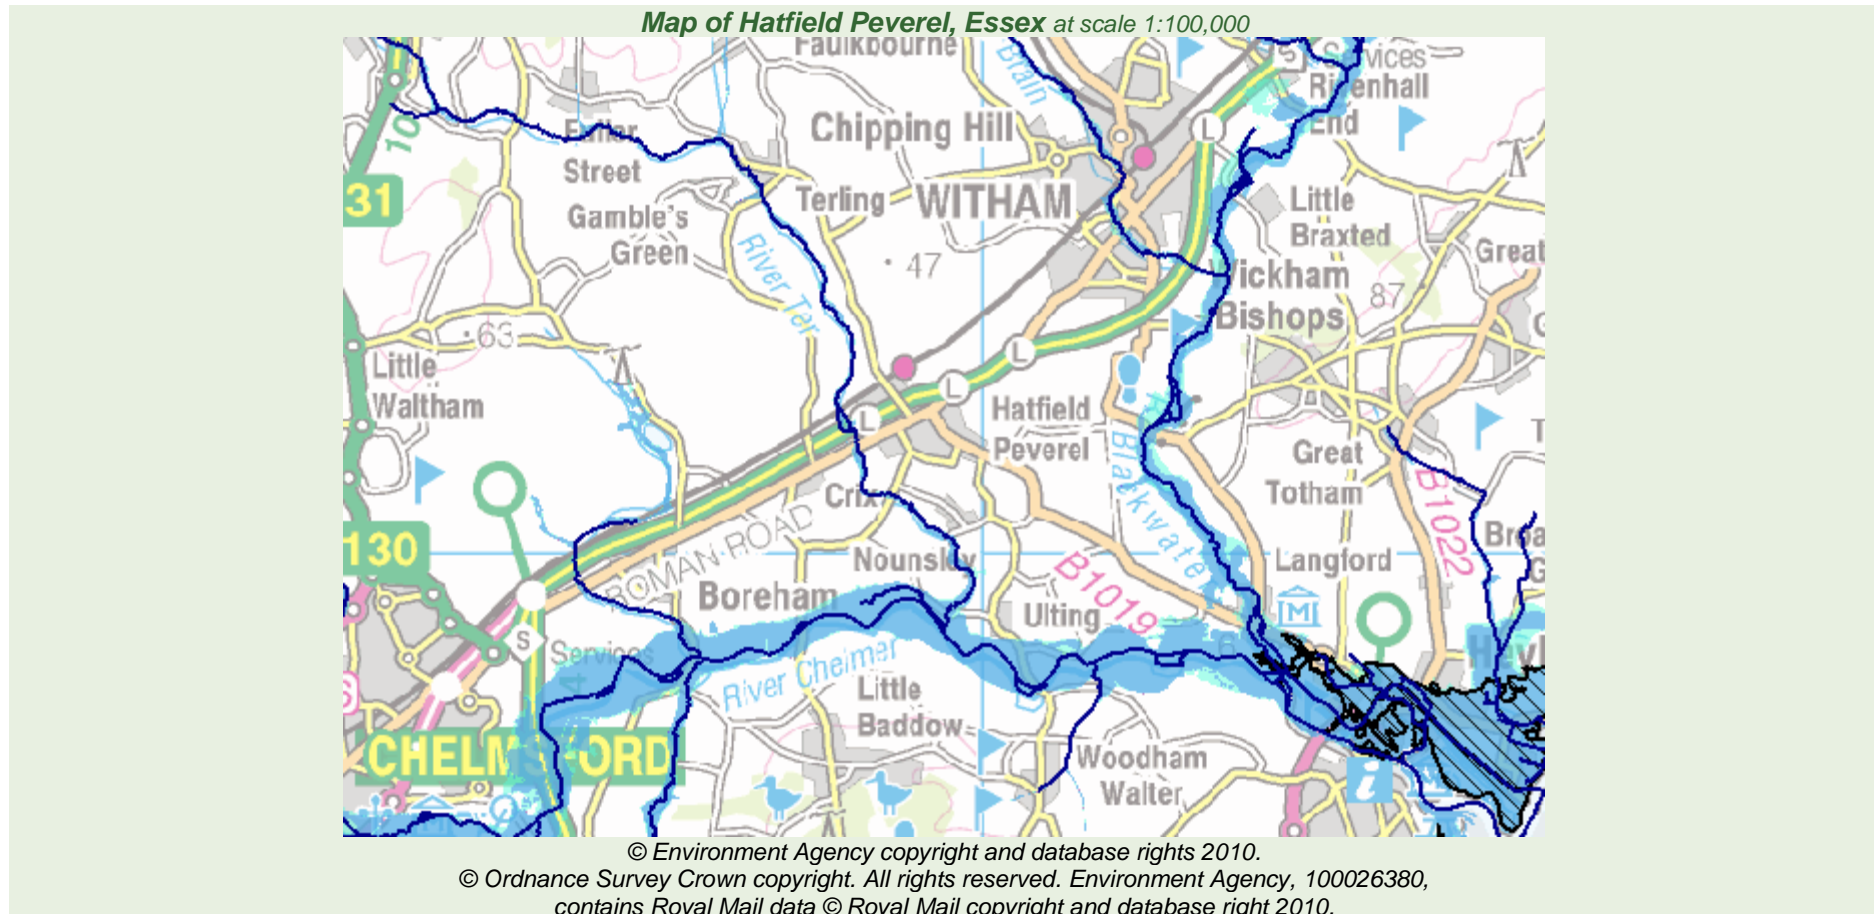 Map of Hatfield Peverel, Essex at scale 1:100,000
Faulkbourne
Brain
Services
S
Rivenhall
End
10
Chipping Hill
L
Fuller
Street
31
Terling
WITHAM
Little
Braxted
Gamble's
Green
Great
River Ter
47
Wickham
Bishops
87
63
L
Little
Waltham
L
L
Hatfield
Peverel
Great
Totham
Blackwater
B1022
Crix
130
ROMAN ROAD
Nounsley
Langford
B1019
Boreham
Ulting
M
S
Services
River Chelmer
Little
Baddow
CHELMSFORD
Woodham
Walter
i
© Environment Agency copyright and database rights 2010.
© Ordnance Survey Crown copyright. All rights reserved. Environment Agency, 100026380,
contains Royal Mail data © Royal Mail copyright and database right 2010.